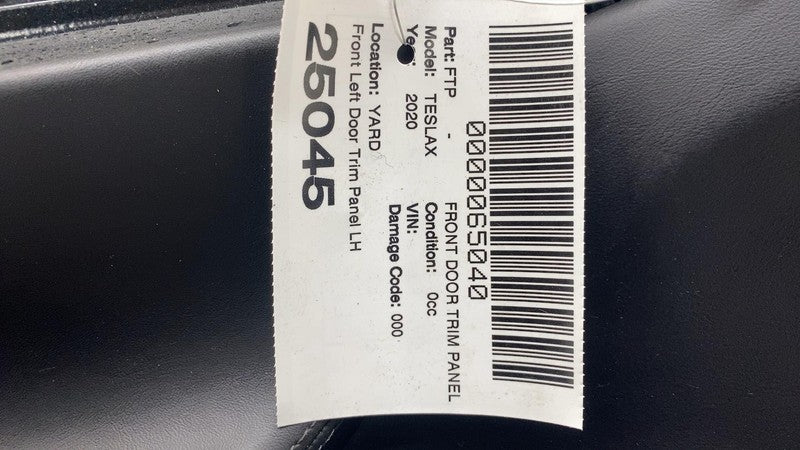 0000065040
Part: FTP - FRONT DOOR TRIM PANEL
Model: TESLAX Condition: 0cc
Year: 2020 VIN:
Damage Code: 000
Location: YARD
Front Left Door Trim Panel LH
25045